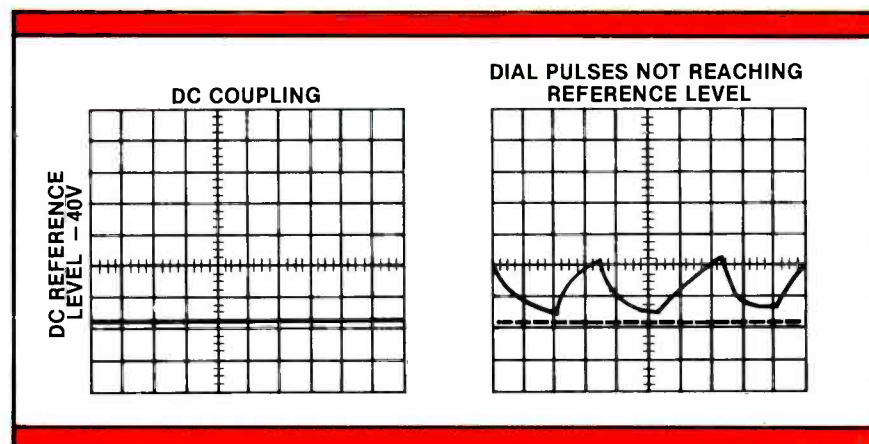 DC COUPLING
DC REFERENCE
LEVEL -40V
DIAL PULSES NOT REACHING
REFERENCE LEVEL